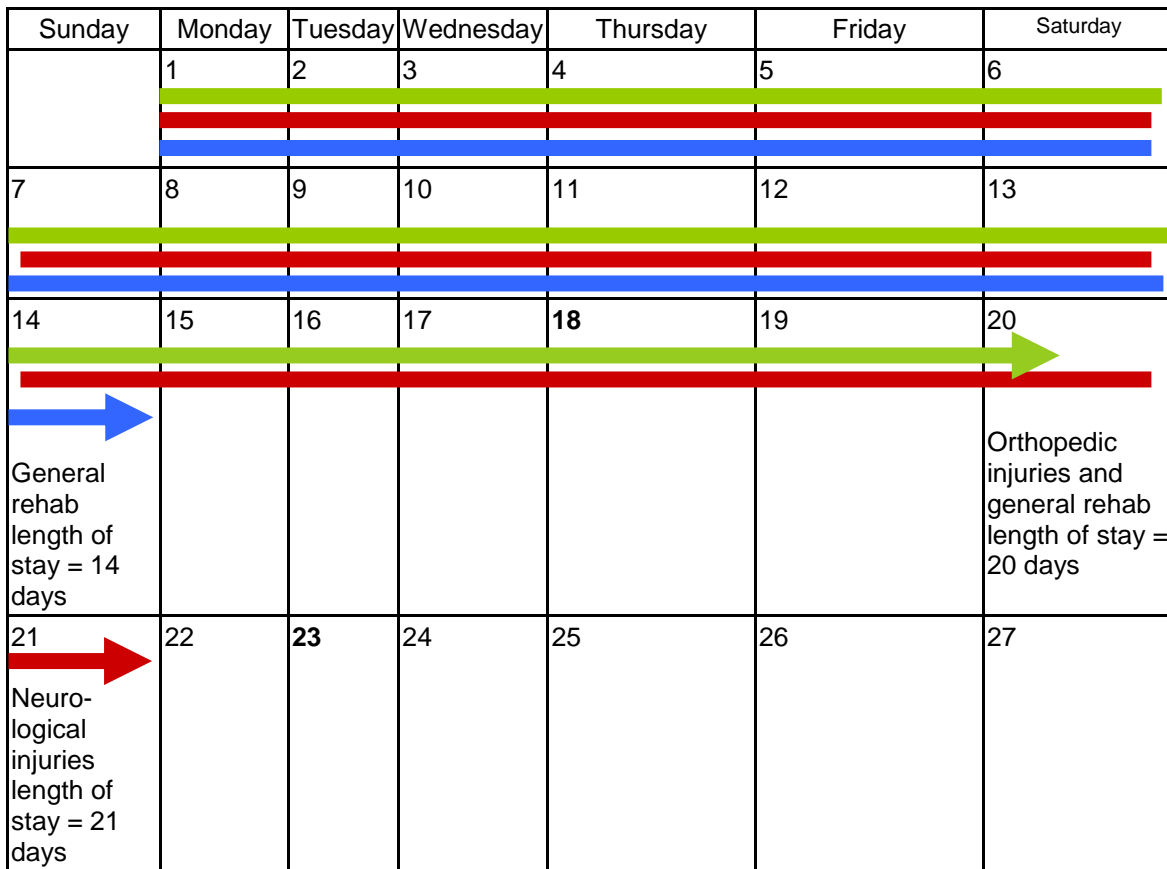 Sunday Monday Tuesday Wednesday Thursday Friday Saturday
1 2 3 4 5 6
7 8 9 10 11 12 13
14 15 16 17 18 19 20
General
rehab
length of
stay = 14
days
Orthopedic
injuries and
general rehab
length of stay =
20 days
21 22 23 24 25 26 27
Neuro-
logical
injuries
length of
stay = 21
days